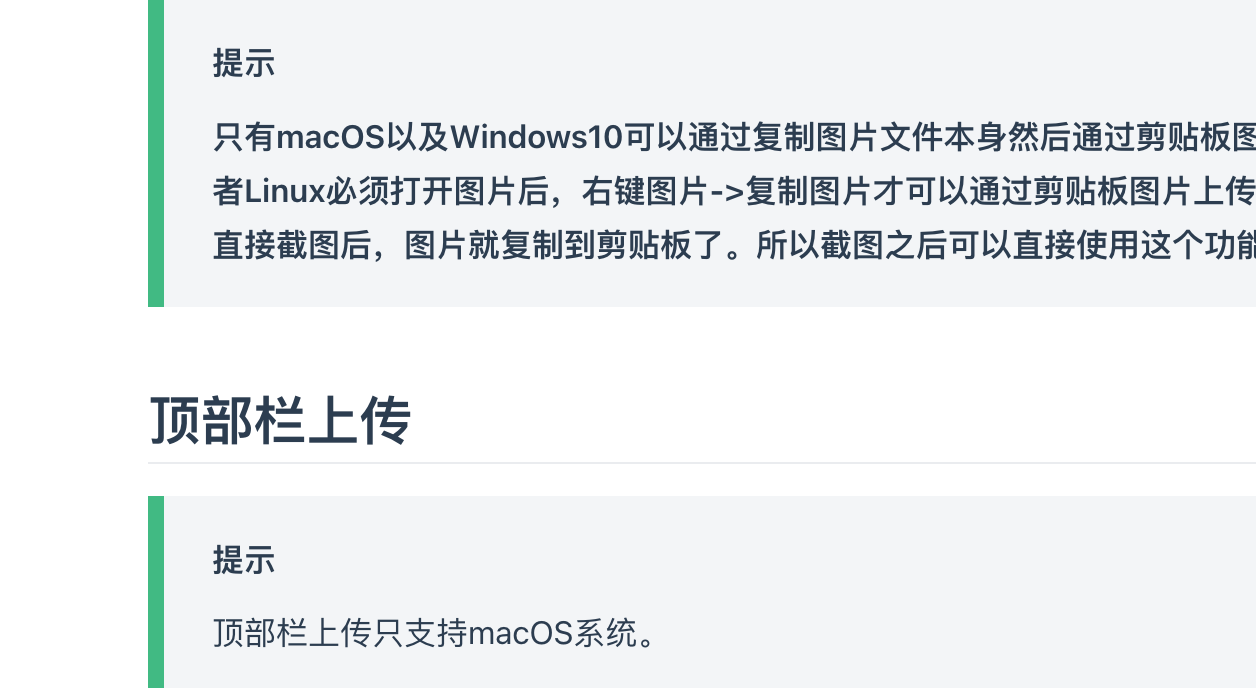 提示
只有macOS以及Windows10可以通过复制图片文件本身然后通过剪贴板图
者Linux必须打开图片后，右键图片->复制图片才可以通过剪贴板图片上传
直接截图后，图片就复制到剪贴板了。所以截图之后可以直接使用这个功能
顶部栏上传
提示
顶部栏上传只支持macOS系统。